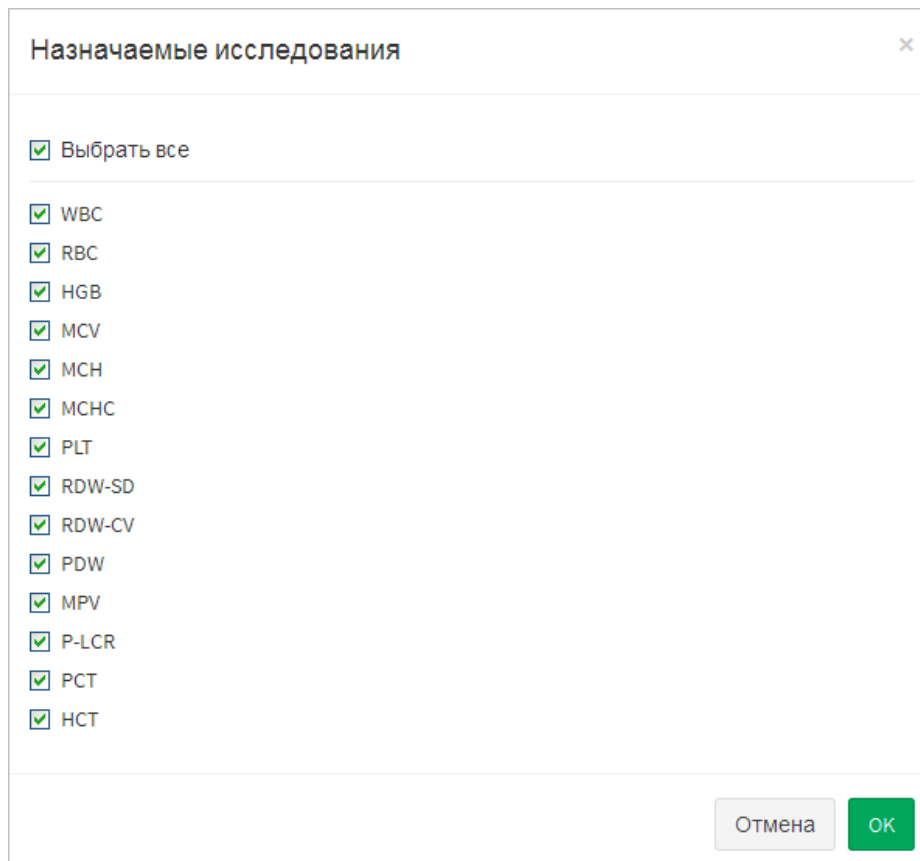 Назначаемые исследования
Выбрать все
WBC
RBC
HGB
MCV
MCH
MCHC
PLT
RDW-SD
RDW-CV
PDW
MPV
P-LCR
PCT
HCT
Отмена OK